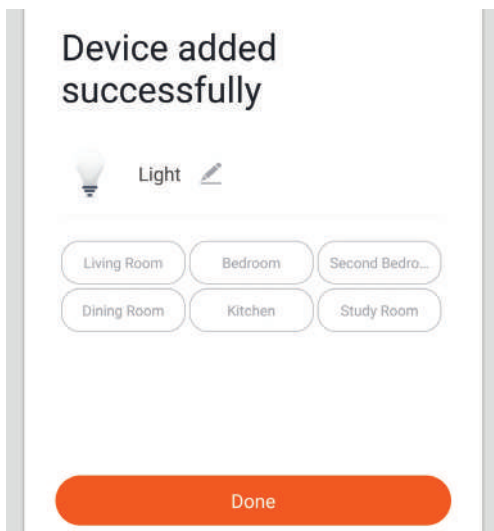 Device added
successfully
Light
Living Room Bedroom Second Bedro...
Dining Room Kitchen Study Room
Done